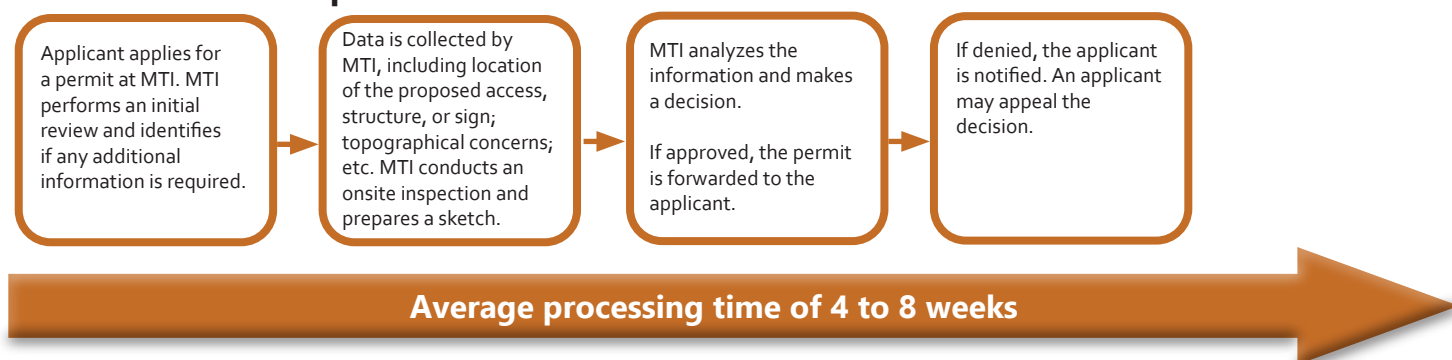 Applicant applies for
a permit at MTI. MTI
performs an initial
review and identifies
if any additional
information is required.
Data is collected by
MTI, including location
of the proposed access,
structure, or sign;
topographical concerns;
etc. MTI conducts an
onsite inspection and
prepares a sketch.
MTI analyzes the
information and makes
a decision.
If approved, the permit
is forwarded to the
applicant.
If denied, the applicant
is notified. An applicant
may appeal the
decision.
Average processing time of 4 to 8 weeks